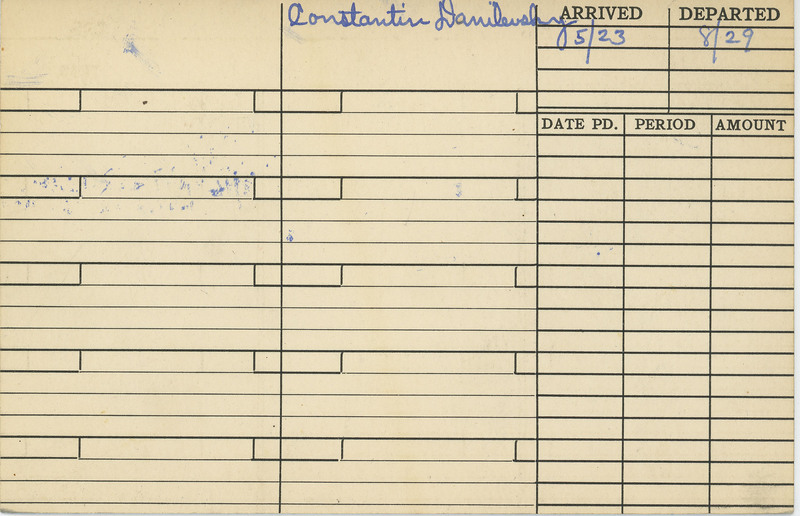 Constantin Danilevsky
ARRIVED DEPARTED
5/23 8/29
DATE PD. PERIOD AMOUNT